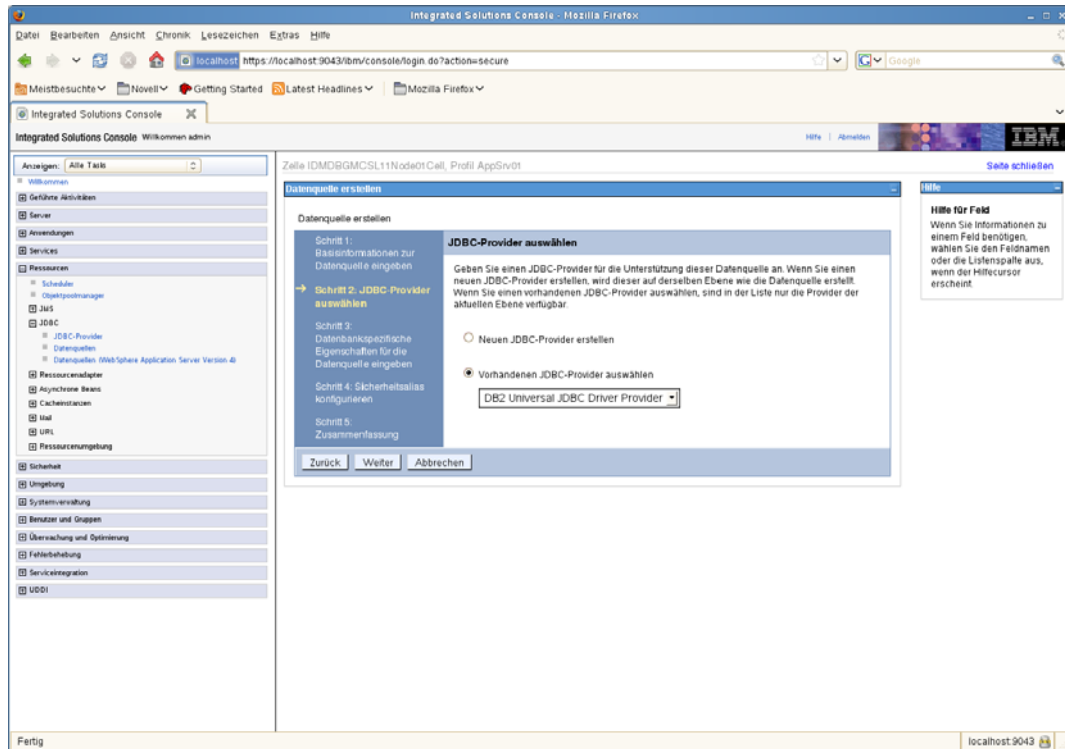 Integrated Solutions Console - Mozilla Firefox
Datei Bearbeiten Ansicht Chronik Lesezeichen Extras Hilfe
localhost https://localhost:9043/ibm/console/login.do?action=secure
Google
Meistbesuchte Novell Getting Started Latest Headlines Mozilla Firefox
Integrated Solutions Console
Integrated Solutions Console Willkommen admin
Hilfe | Abmelden
IBM
Anzeigen: Alle Tasks
Willkommen
Geführte Aktivitäten
Server
Anwendungen
Services
Ressourcen
Scheduler
Objektpoolmanager
JMS
JDBC
JDBC-Provider
Datenquellen
Datenquellen (WebSphere Application Server Version 4)
Ressourcenadapter
Asynchrone Beans
Cacheinstanzen
Mail
URL
Ressourcenumgebung
Sicherheit
Umgebung
Systemverwaltung
Benutzer und Gruppen
Überwachung und Optimierung
Fehlerbehebung
Serviceintegration
UDDI
Zelle IDMDBGMCSL11Node01Cell, Profil AppSrv01
Seite schließen
Datenquelle erstellen
Datenquelle erstellen
Schritt 1:
Basisinformationen zur
Datenquelle eingeben
Schritt 2: JDBC-Provider
auswählen
Schritt 3:
Datenbankspezifische
Eigenschaften für die
Datenquelle eingeben
Schritt 4: Sicherheitsalias
konfigurieren
Schritt 5:
Zusammenfassung
JDBC-Provider auswählen
Geben Sie einen JDBC-Provider für die Unterstützung dieser Datenquelle an. Wenn Sie einen
neuen JDBC-Provider erstellen, wird dieser auf derselben Ebene wie die Datenquelle erstellt.
Wenn Sie einen vorhandenen JDBC-Provider auswählen, sind in der Liste nur die Provider der
aktuellen Ebene verfügbar.
Neuen JDBC-Provider erstellen
Vorhandenen JDBC-Provider auswählen
DB2 Universal JDBC Driver Provider
Zurück Weiter Abbrechen
Hilfe
Hilfe für Feld
Wenn Sie Informationen zu
einem Feld benötigen,
wählen Sie den Feldnamen
oder die Listenspalte aus,
wenn der Hilfecursor
erscheint.
Fertig
localhost:9043